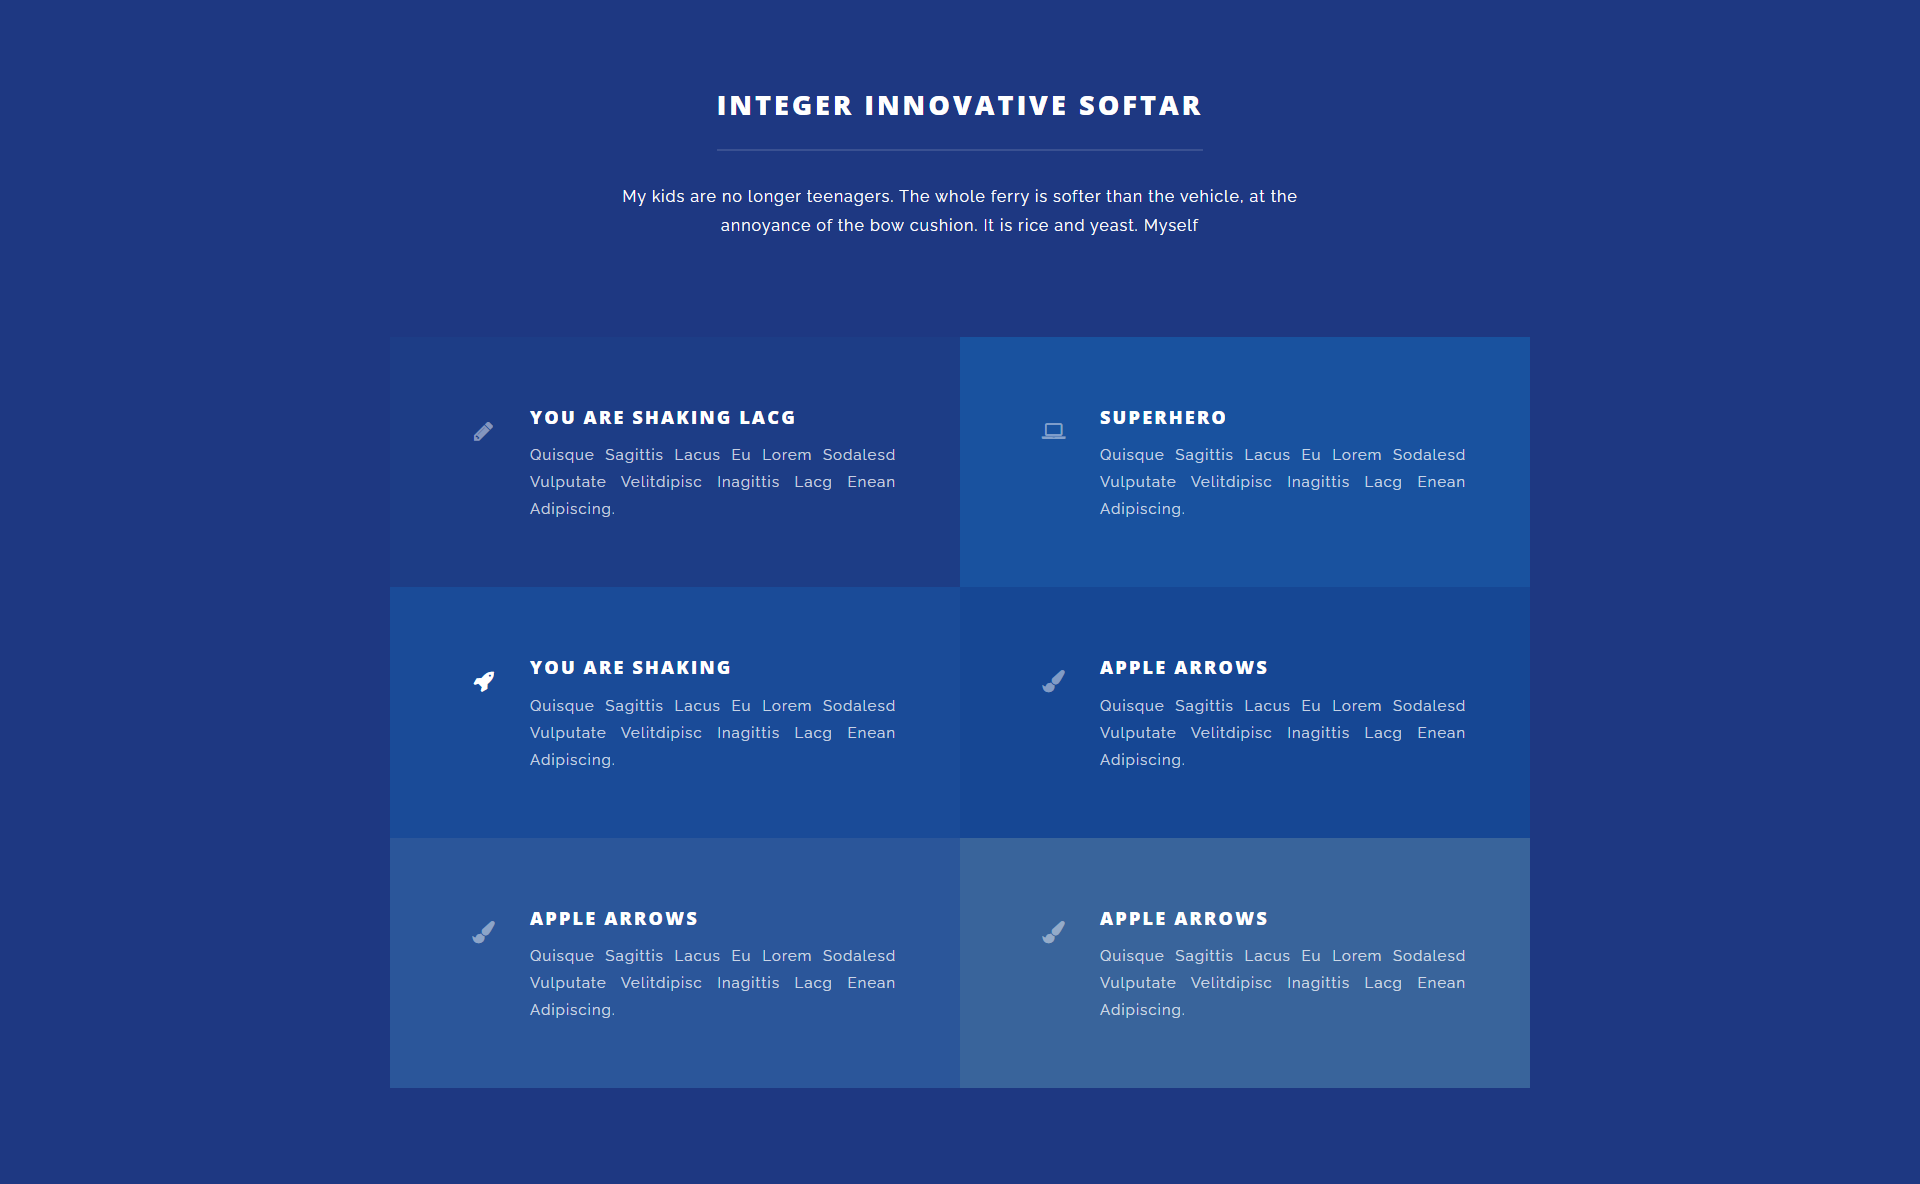 INTEGER INNOVATIVE SOFTAR
My kids are no longer teenagers. The whole ferry is softer than the vehicle, at the
annoyance of the bow cushion. It is rice and yeast. Myself
YOU ARE SHAKING LACG
Quisque Sagittis Lacus Eu Lorem Sodalesd
Vulputate Velitdipisc Inagittis Lacg Enean
Adipiscing.
SUPERHERO
Quisque Sagittis Lacus Eu Lorem Sodalesd
Vulputate Velitdipisc Inagittis Lacg Enean
Adipiscing.
YOU ARE SHAKING
Quisque Sagittis Lacus Eu Lorem Sodalesd
Vulputate Velitdipisc Inagittis Lacg Enean
Adipiscing.
APPLE ARROWS
Quisque Sagittis Lacus Eu Lorem Sodalesd
Vulputate Velitdipisc Inagittis Lacg Enean
Adipiscing.
APPLE ARROWS
Quisque Sagittis Lacus Eu Lorem Sodalesd
Vulputate Velitdipisc Inagittis Lacg Enean
Adipiscing.
APPLE ARROWS
Quisque Sagittis Lacus Eu Lorem Sodalesd
Vulputate Velitdipisc Inagittis Lacg Enean
Adipiscing.